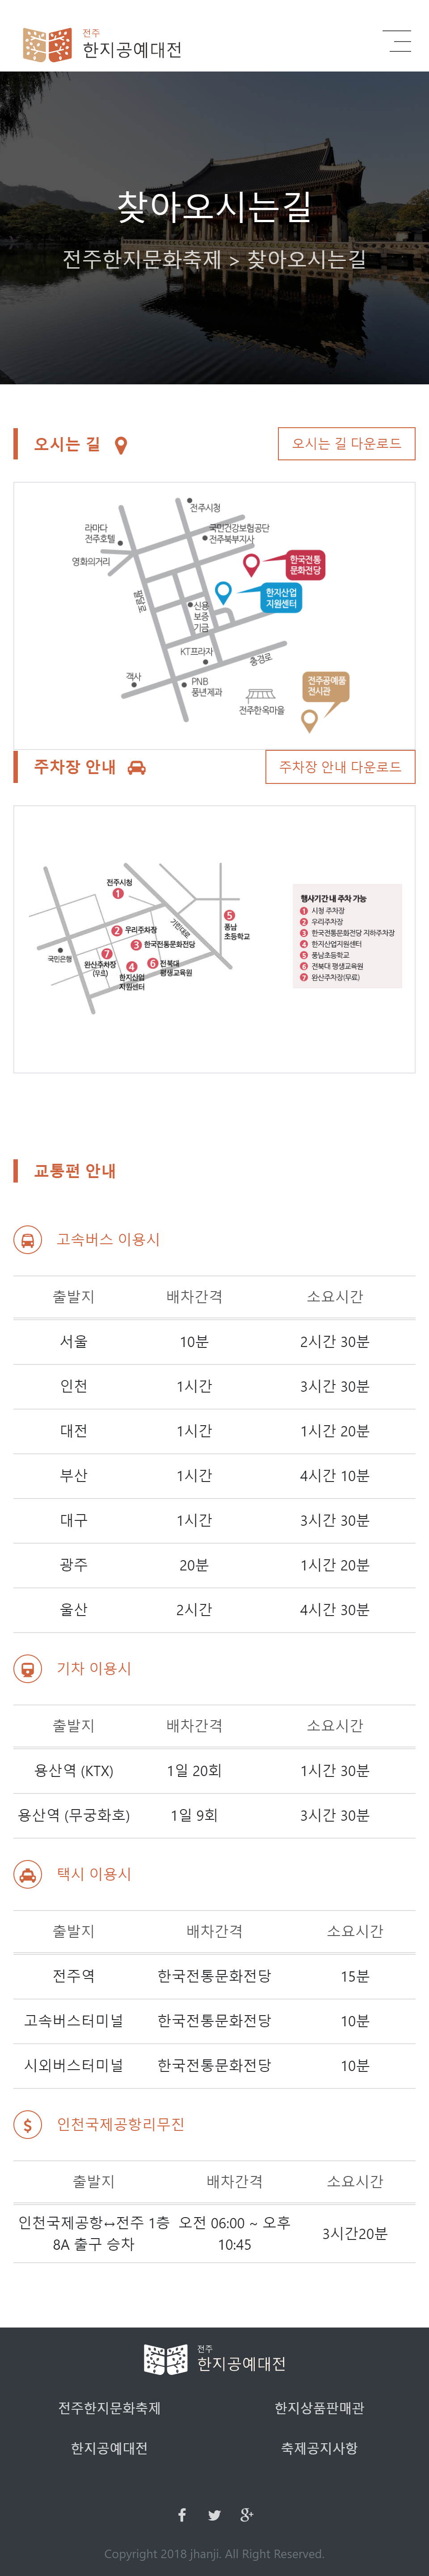 전주
한지공예대전
찾아오시는길
전주한지문화축제 > 찾아오시는길
오시는 길
오시는 길 다운로드
전주시청
라마다
전주호텔
국민건강보험공단
전주북부지사
영화의거리
한국전통
문화전당
한지산업
지원센터
팔달로
신용
보증
기금
KT프라자
충경로
객사
PNB
풍년제과
전주한옥마을
전주공예품
전시관
주차장 안내
주차장 안내 다운로드
전주시청
1
2 우리주차장
3 한국전통문화전당
기린대로
5
풍남
초등학교
국민은행
7
완산주차장
(무료)
4
한지산업
지원센터
6 전북대
평생교육원
행사기간 내 주차 가능
1 시청 주차장
2 우리주차장
3 한국전통문화전당 지하주차장
4 한지산업지원센터
5 풍남초등학교
6 전북대 평생교육원
7 완산주차장(무료)
교통편 안내
고속버스 이용시
출발지 배차간격 소요시간
서울 10분 2시간 30분
인천 1시간 3시간 30분
대전 1시간 1시간 20분
부산 1시간 4시간 10분
대구 1시간 3시간 30분
광주 20분 1시간 20분
울산 2시간 4시간 30분
기차 이용시
출발지 배차간격 소요시간
용산역 (KTX) 1일 20회 1시간 30분
용산역 (무궁화호) 1일 9회 3시간 30분
택시 이용시
출발지 배차간격 소요시간
전주역 한국전통문화전당 15분
고속버스터미널 한국전통문화전당 10분
시외버스터미널 한국전통문화전당 10분
인천국제공항리무진
출발지 배차간격 소요시간
인천국제공항↔전주 1층 오전 06:00 ~ 오후 3시간20분
8A 출구 승차 10:45
전주
한지공예대전
전주한지문화축제 한지상품판매관
한지공예대전 축제공지사항
Copyright 2018 jhanji. All Right Reserved.